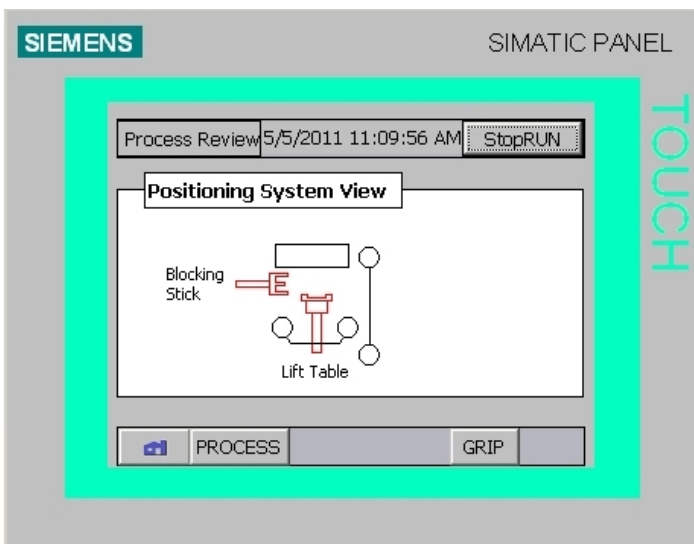 SIEMENS
SIMATIC PANEL
TOUCH
Process Review 5/5/2011 11:09:56 AM StopRUN
Positioning System View
Blocking
Stick
Lift Table
PROCESS GRIP